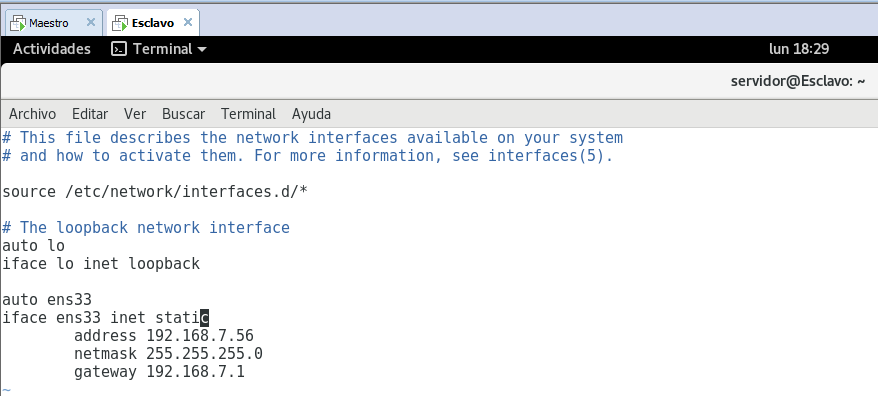 Maestro
Esclavo
Actividades Terminal lun 18:29
servidor@Esclavo: ~
Archivo Editar Ver Buscar Terminal Ayuda
# This file describes the network interfaces available on your system
# and how to activate them. For more information, see interfaces(5).
source /etc/network/interfaces.d/*
# The loopback network interface
auto lo
iface lo inet loopback
auto ens33
iface ens33 inet static
address 192.168.7.56
netmask 255.255.255.0
gateway 192.168.7.1
~